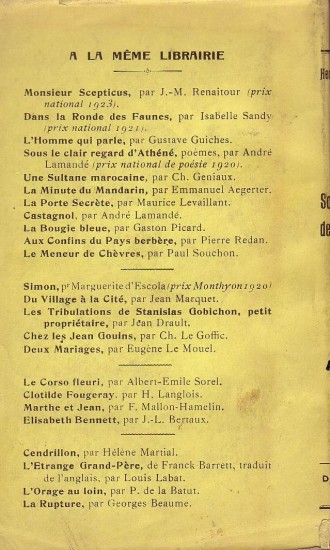 A LA MÊME LIBRAIRIE
Monsieur Scepticus, par J.-M. Renaitour (prix
national 1923).
Dans la Ronde des Faunes, par Isabelle Sandy
(prix national 1921).
L'Homme qui parle, par Gustave Guiches.
Sous le clair regard d'Athéné, poèmes, par André
Lamandé (prix national de poésie 1920).
Une Sultane marocaine, par Ch. Geniaux.
La Minute du Mandarin, par Emmanuel Aegerter.
La Porte Secrète, par Maurice Levaillant.
Castagnol, par André Lamandé.
La Bougie bleue, par Gaston Picard.
Aux Confins du Pays berbère, par Pierre Redan.
Le Meneur de Chèvres, par Paul Souchon.
Simon, pr Marguerite d'Escola (prix Monthyon 1920)
Du Village à la Cité, par Jean Marquet.
Les Tribulations de Stanislas Gobichon, petit
propriétaire, par Jean Drault.
Chez les Jean Gouins, par Ch. Le Goffic.
Deux Mariages, par Eugène Le Mouel.
Le Corso fleuri, par Albert-Emile Sorel.
Clotilde Fougeray, par H. Langlois.
Marthe et Jean, par F. Mallon-Hamelin.
Elisabeth Bennett, par J.-L. Bertaux.
Cendrillon, par Hélène Martial.
L'Etrange Grand-Père, de Franck Barrett, traduit
de l'anglais, par Louis Labat.
L'Orage au loin, par P. de la Batut.
La Rupture, par Georges Beaume.